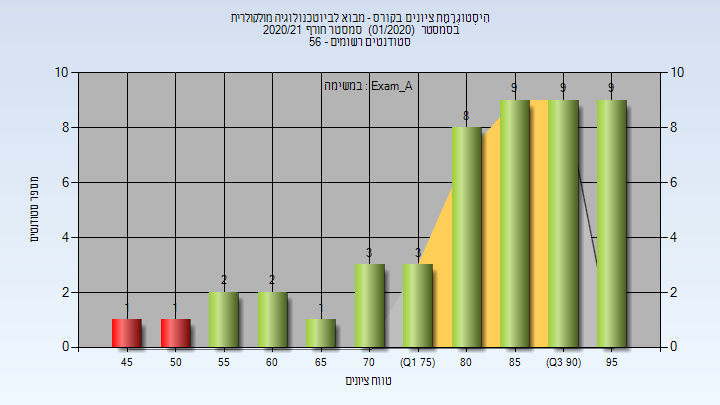 היסטוגרמת ציונים בקורס - מבוא לביוטכנולוגיה מולקולרית
בסמסטר (01/2020) סמסטר חורף 2020/21
סטודנטים רשומים - 56
במשימה : Exam_A
מספר סטודנטים
10 10
8 8
6 6
4 4
2 2
0 0
1 1 2 2 1 3 3 8 9 9 9
45 50 55 60 65 70 (Q1 75) 80 85 (Q3 90) 95
טווח ציונים